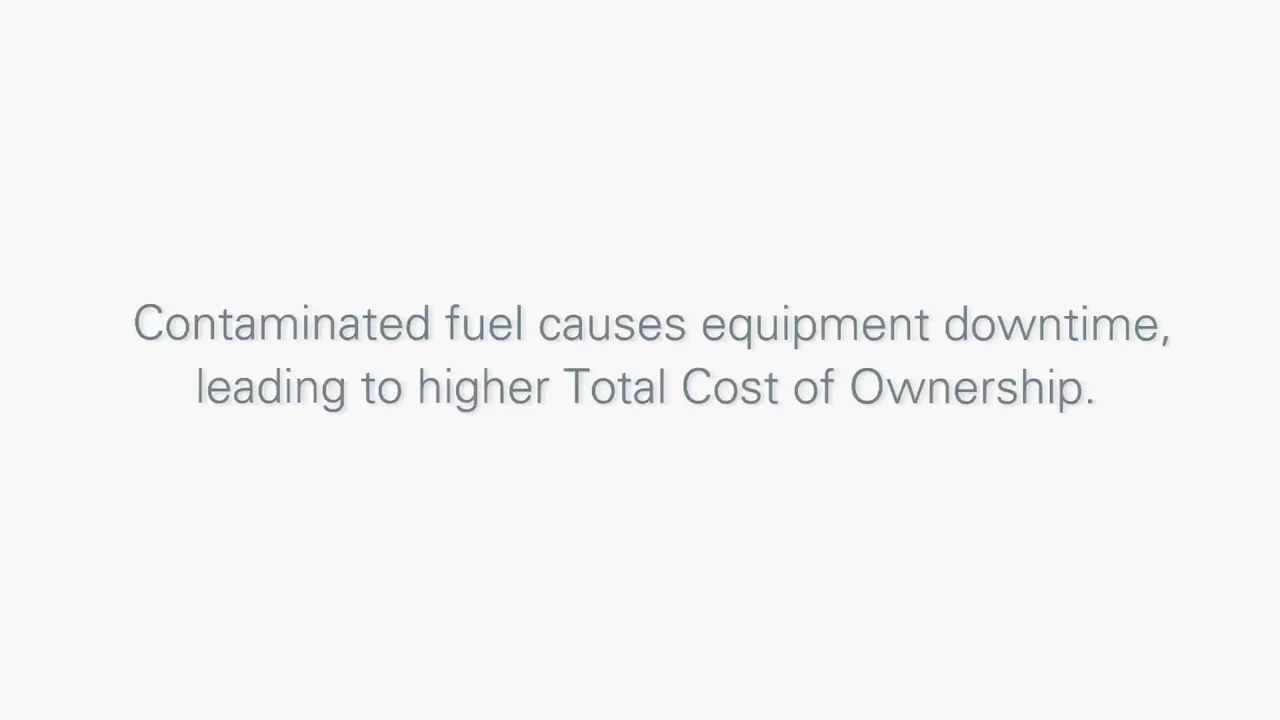 Contaminated fuel causes equipment downtime,
leading to higher Total Cost of Ownership.